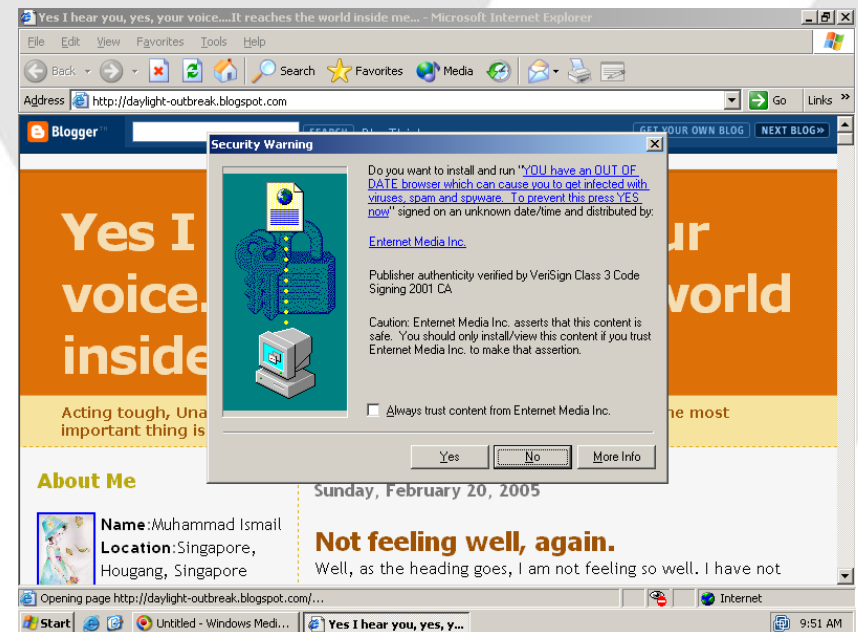 Yes I hear you, yes, your voice....It reaches the world inside me... - Microsoft Internet Explorer
File Edit View Favorites Tools Help
Back Search Favorites Media
Address http://daylight-outbreak.blogspot.com Go Links »
Blogger™ SEARCH GET YOUR OWN BLOG NEXT BLOG»
Security Warning
Do you want to install and run "YOU have an OUT OF
DATE browser which can cause you to get infected with
viruses, spam and spyware. To prevent this press YES
now" signed on an unknown date/time and distributed by:
Enternet Media Inc.
Publisher authenticity verified by VeriSign Class 3 Code
Signing 2001 CA
Caution: Enternet Media Inc. asserts that this content is
safe. You should only install/view this content if you trust
Enternet Media Inc. to make that assertion.
Always trust content from Enternet Media Inc.
Yes No More Info
Yes I ur
voice. vorld
inside
Acting tough, Una he most
important thing is
About Me
Name:Muhammad Ismail
Location:Singapore,
Hougang, Singapore
Sunday, February 20, 2005
Not feeling well, again.
Well, as the heading goes, I am not feeling so well. I have not
Opening page http://daylight-outbreak.blogspot.com/... Internet
Start Untitled - Windows Medi... Yes I hear you, yes, y... 9:51 AM